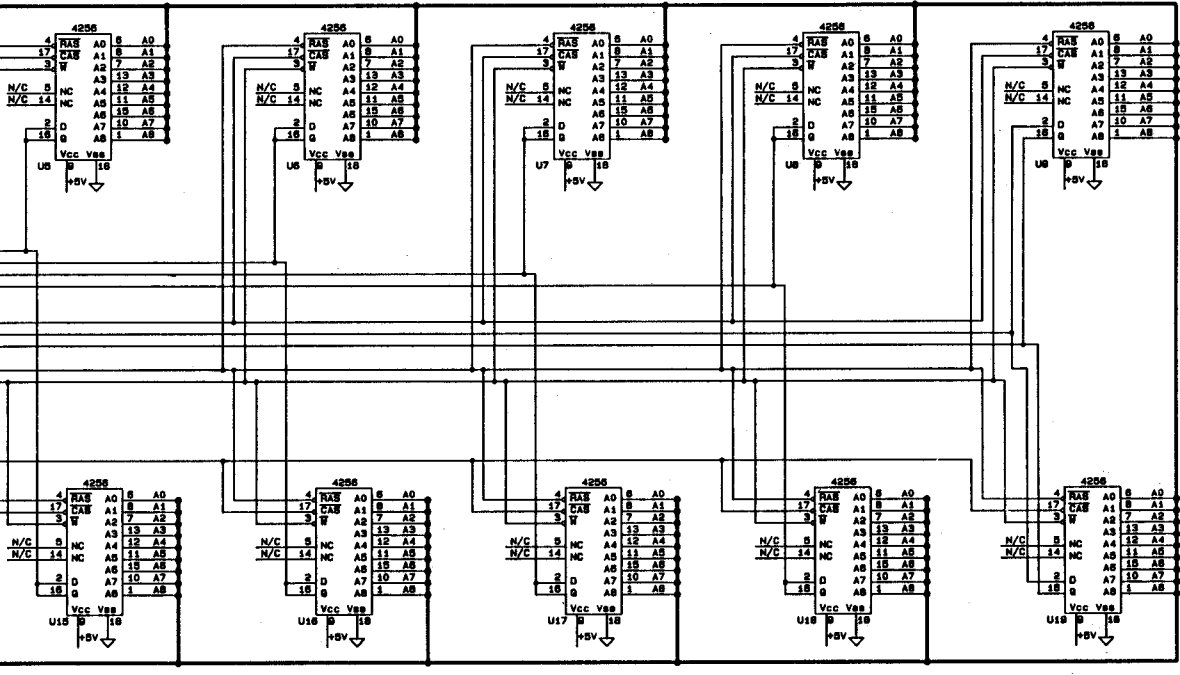 4256
4 RAS A0 6 A0
17 CAS A1 8 A1
3 W A2 7 A2
A3 13 A3
N/C 5 NC A4 12 A4
N/C 14 NC A5 11 A5
A6 15 A6
2 D A7 10 A7
16 Q A8 1 A8
Vcc Vss
U5 9 18
+5V
4256
4 RAS A0 6 A0
17 CAS A1 8 A1
3 W A2 7 A2
A3 13 A3
N/C 5 NC A4 12 A4
N/C 14 NC A5 11 A5
A6 15 A6
2 D A7 10 A7
16 Q A8 1 A8
Vcc Vss
U6 9 18
+5V
4256
4 RAS A0 6 A0
17 CAS A1 8 A1
3 W A2 7 A2
A3 13 A3
N/C 5 NC A4 12 A4
N/C 14 NC A5 11 A5
A6 15 A6
2 D A7 10 A7
16 Q A8 1 A8
Vcc Vss
U7 9 18
+5V
4256
4 RAS A0 6 A0
17 CAS A1 8 A1
3 W A2 7 A2
A3 13 A3
N/C 5 NC A4 12 A4
N/C 14 NC A5 11 A5
A6 15 A6
2 D A7 10 A7
16 Q A8 1 A8
Vcc Vss
U8 9 18
+5V
4256
4 RAS A0 6 A0
17 CAS A1 8 A1
3 W A2 7 A2
A3 13 A3
N/C 5 NC A4 12 A4
N/C 14 NC A5 11 A5
A6 15 A6
2 D A7 10 A7
16 Q A8 1 A8
Vcc Vss
U9 9 18
+5V
4256
4 RAS A0 6 A0
17 CAS A1 8 A1
3 W A2 7 A2
A3 13 A3
N/C 5 NC A4 12 A4
N/C 14 NC A5 11 A5
A6 15 A6
2 D A7 10 A7
16 Q A8 1 A8
Vcc Vss
U15 9 18
+5V
4256
4 RAS A0 6 A0
17 CAS A1 8 A1
3 W A2 7 A2
A3 13 A3
N/C 5 NC A4 12 A4
N/C 14 NC A5 11 A5
A6 15 A6
2 D A7 10 A7
16 Q A8 1 A8
Vcc Vss
U16 9 18
+5V
4256
4 RAS A0 6 A0
17 CAS A1 8 A1
3 W A2 7 A2
A3 13 A3
N/C 5 NC A4 12 A4
N/C 14 NC A5 11 A5
A6 15 A6
2 D A7 10 A7
16 Q A8 1 A8
Vcc Vss
U17 9 18
+5V
4256
4 RAS A0 6 A0
17 CAS A1 8 A1
3 W A2 7 A2
A3 13 A3
N/C 5 NC A4 12 A4
N/C 14 NC A5 11 A5
A6 15 A6
2 D A7 10 A7
16 Q A8 1 A8
Vcc Vss
U18 9 18
+5V
4256
4 RAS A0 6 A0
17 CAS A1 8 A1
3 W A2 7 A2
A3 13 A3
N/C 5 NC A4 12 A4
N/C 14 NC A5 11 A5
A6 15 A6
2 D A7 10 A7
16 Q A8 1 A8
Vcc Vss
U19 9 18
+5V